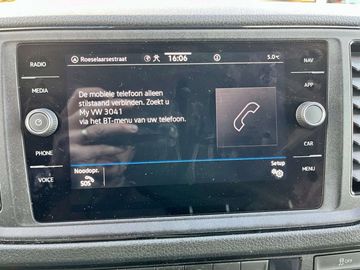 Roeselaarsestraat
16:06
5.0°C
RADIO
MEDIA
PHONE
VOICE
De mobiele telefoon alleen
stilstaand verbinden. Zoekt u
My VW 3041
via het BT-menu van uw telefoon.
Noodopr.
SOS
Setup
NAV
APP
CAR
MENU
OFF